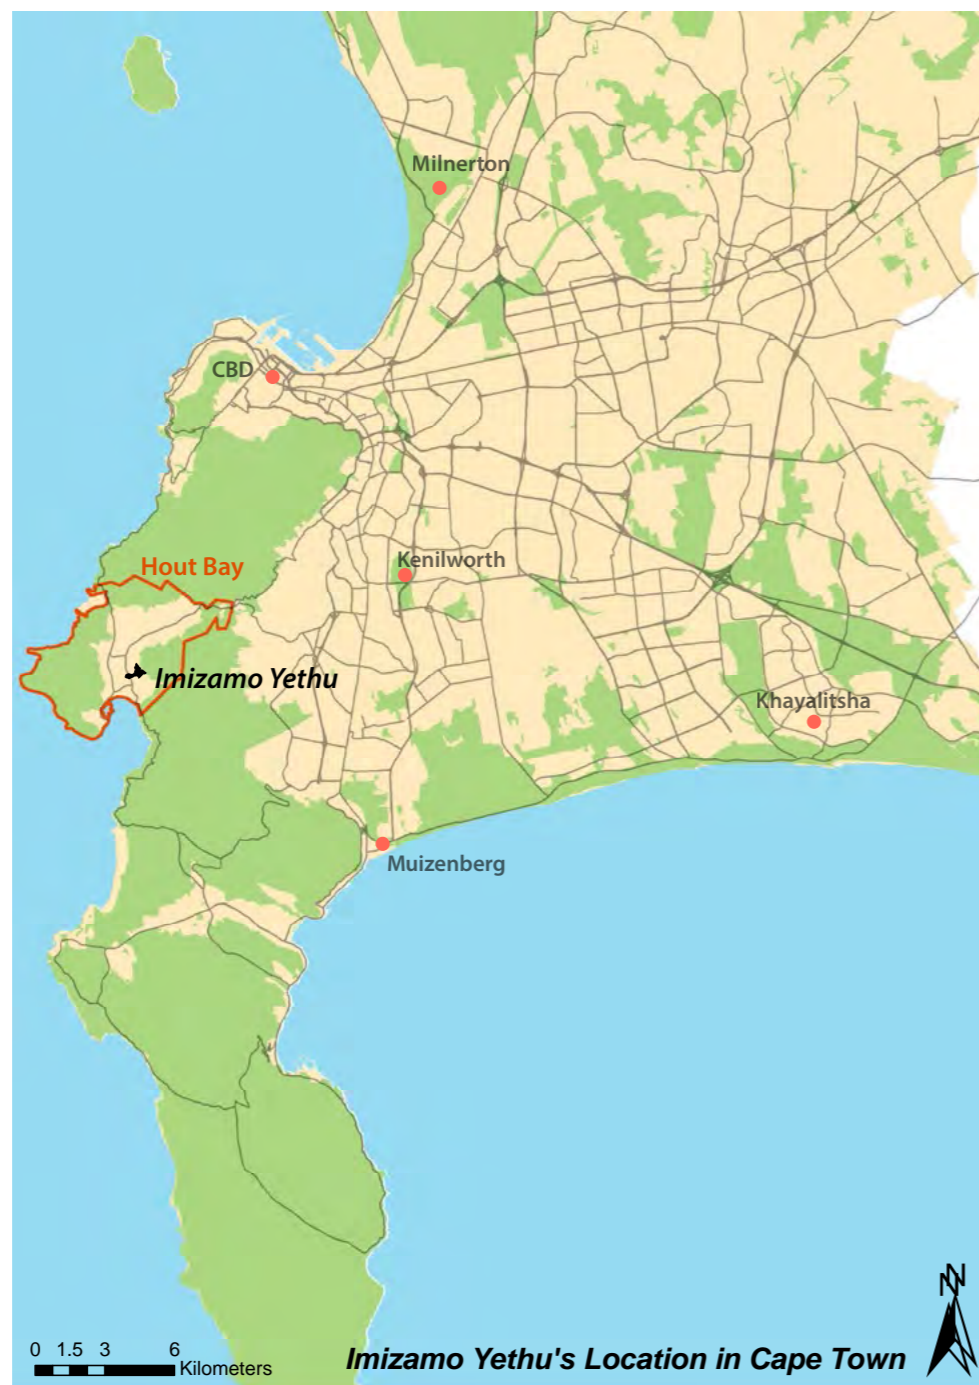 Milnerton
CBD
Kenilworth
Hout Bay
Imizamo Yethu
Khayalitsha
Muizenberg
N
N
0 1.5 3 6
Kilometers
Imizamo Yethu's Location in Cape Town